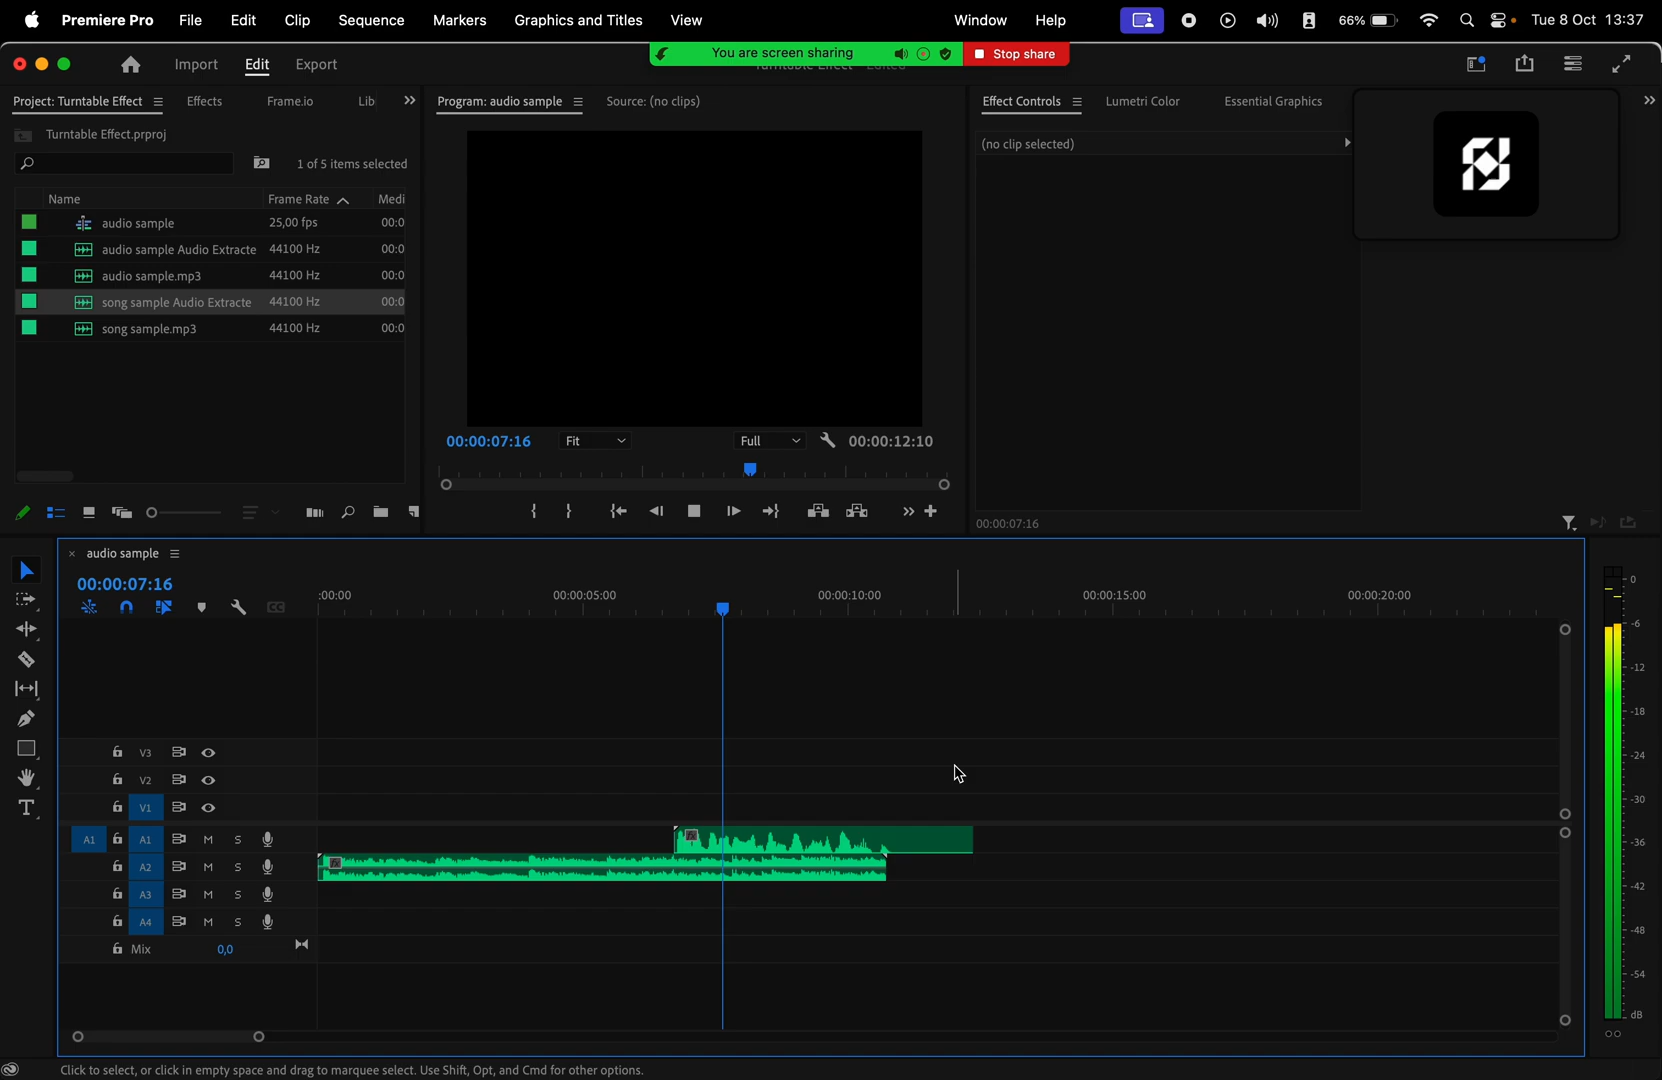 Premiere Pro File Edit Clip Sequence Markers Graphics and Titles View Window Help 66% Tue 8 Oct 13:37
You are screen sharing Stop share
Import Edit Export
Project: Turntable Effect Effects Frame.io Lib
Program: audio sample Source: (no clips)
Effect Controls Lumetri Color Essential Graphics
Turntable Effect.prproj
(no clip selected)
1 of 5 items selected
Name Frame Rate Medi
audio sample 25,00 fps 00:0
audio sample Audio Extracte 44100 Hz 00:0
audio sample.mp3 44100 Hz 00:0
song sample Audio Extracte 44100 Hz 00:0
song sample.mp3 44100 Hz 00:0
00:00:07:16 Fit Full 00:00:12:10
00:00:07:16
audio sample
00:00:07:16
:00:00 00:00:05:00 00:00:10:00 00:00:15:00 00:00:20:00
CC
V3
V2
V1
A1 A1 M S
A2 M S
A3 M S
A4 M S
Mix 0,0
0
-6
-12
-18
-24
-30
-36
-42
-48
-54
dB
Click to select, or click in empty space and drag to marquee select. Use Shift, Opt, and Cmd for other options.